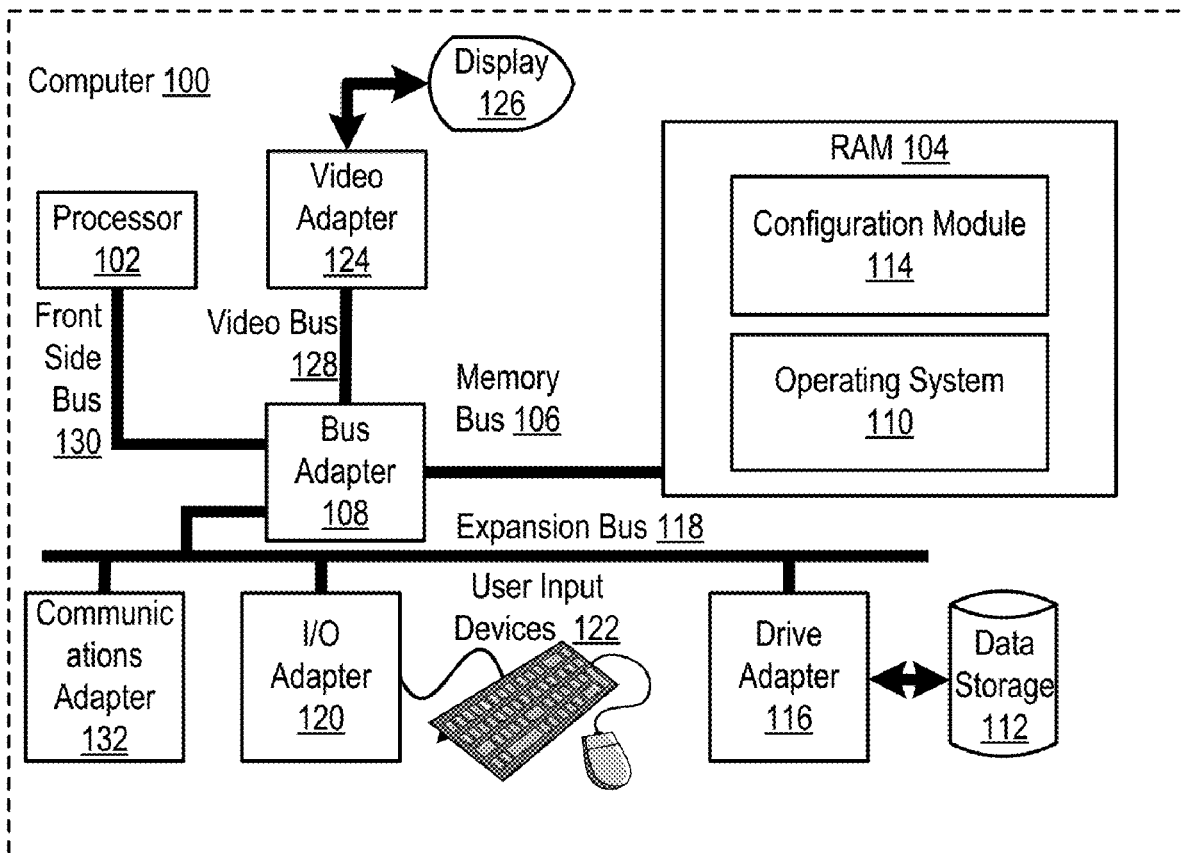 Computer 100
Display
126
RAM 104
Video
Adapter
124
Configuration Module
114
Processor
102
Front
Side
Bus
130
Video Bus
128
Memory
Bus 106
Operating System
110
Bus
Adapter
108
Expansion Bus 118
Communic
ations
Adapter
132
I/O
Adapter
120
User Input
Devices 122
Drive
Adapter
116
Data
Storage
112